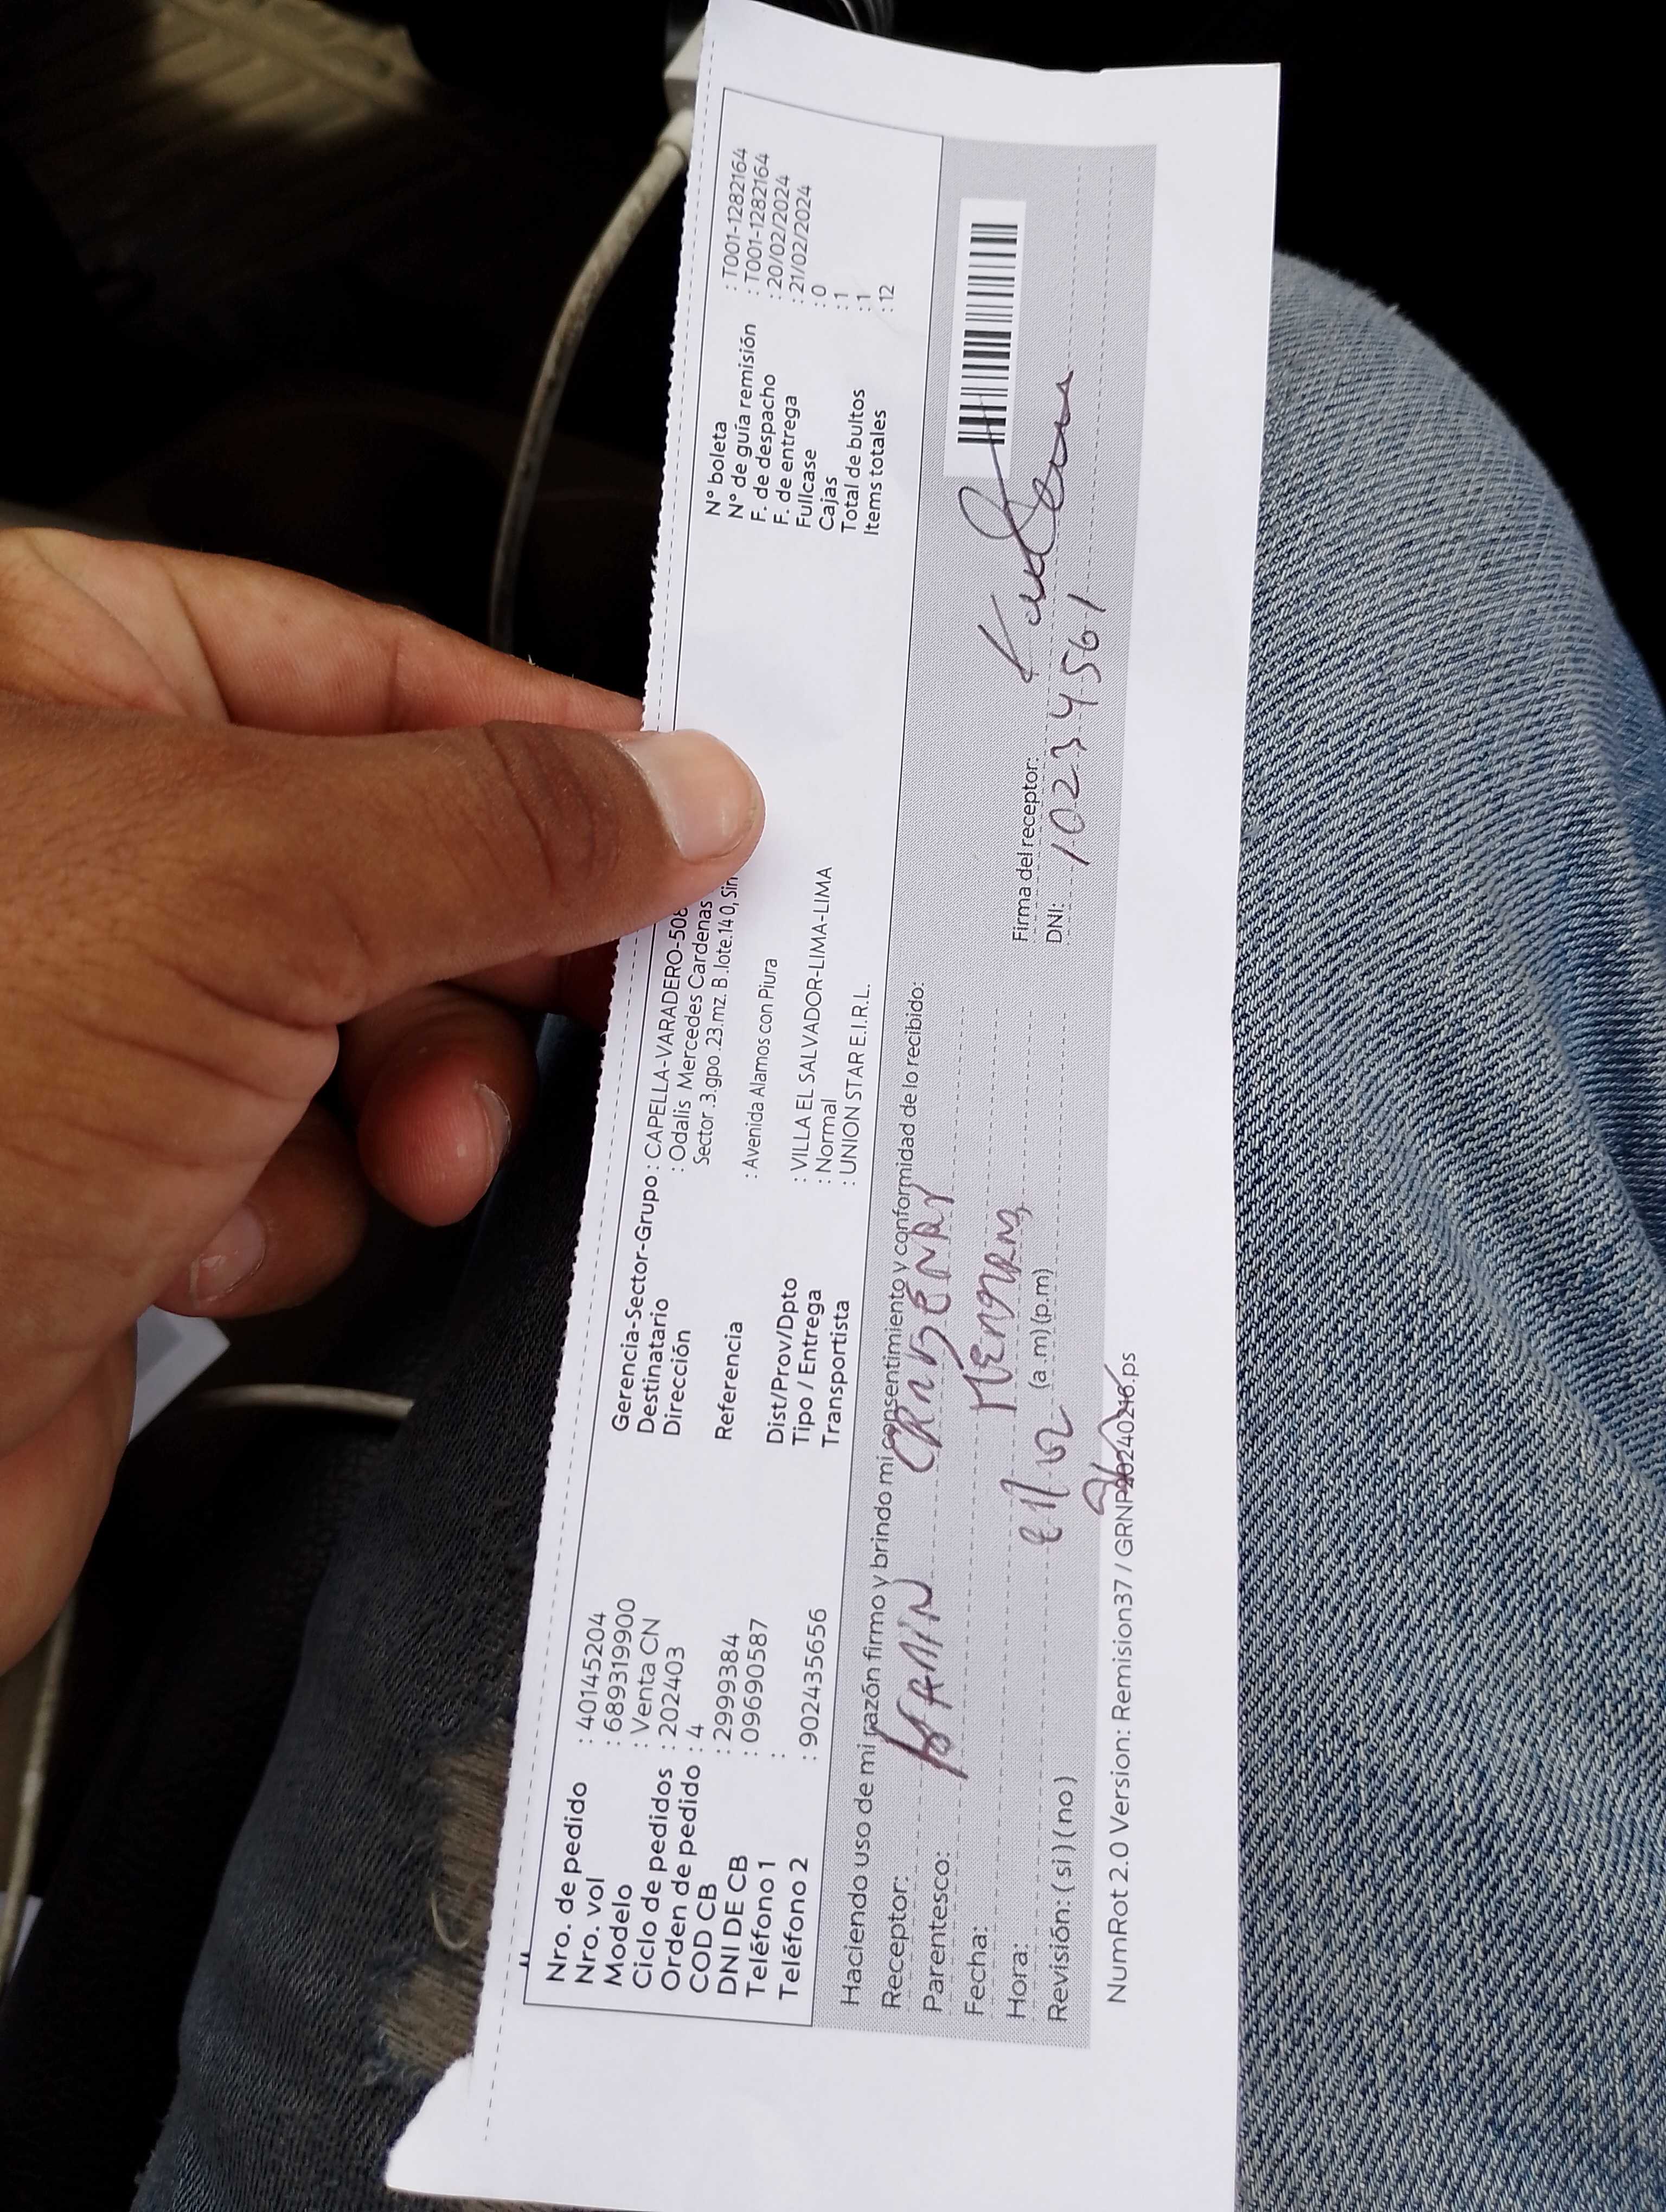 Nro. de pedido : 40145204
Nro. vol : 689319900
Modelo : Venta CN
Ciclo de pedidos : 202403
Orden de pedido : 4
COD CB : 2999384
DNI DE CB : 09690587
Teléfono 1 :
Teléfono 2 : 902435656
Gerencia-Sector-Grupo : CAPELLA-VARADERO-508
Destinatario : Odalis Mercedes Cardenas
Dirección Sector .3.gpo .23.mz. B .lote.14 0, Sin
Referencia : Avenida Alamos con Piura
Dist/Prov/Dpto : VILLA EL SALVADOR-LIMA-LIMA
Tipo / Entrega : Normal
Transportista : UNION STAR E.I.R.L.
N° boleta : T001-1282164
N° de guía remisión : T001-1282164
F. de despacho : 20/02/2024
F. de entrega : 21/02/2024
Fullcase : 0
Cajas : 1
Total de bultos : 1
Items totales : 12
Haciendo uso de mi razón firmo y brindo mi consentimiento y conformidad de lo recibido:
Receptor:
Parentesco:
Fecha:
Hora: (a.m) (p.m)
Revisión: (si) (no)
Firma del receptor:
DNI: 10234561
NumRot 2.0 Version: Remision37 / GRNP20240216.ps